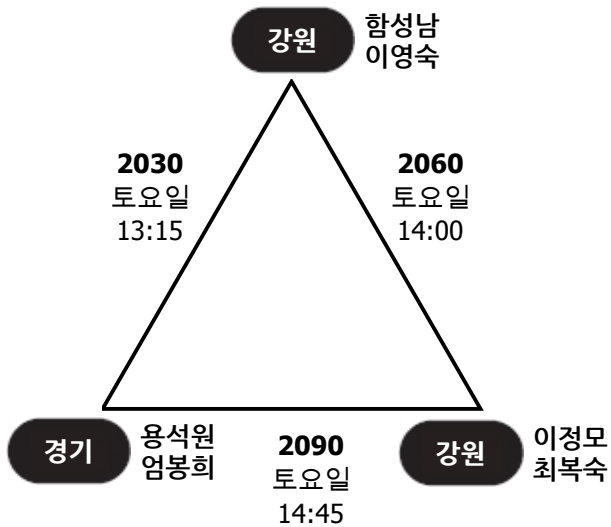 강원
함성남
이영숙
2030
토요일
13:15
2060
토요일
14:00
경기
용석원
엄봉희
2090
토요일
14:45
강원
이정모
최복숙